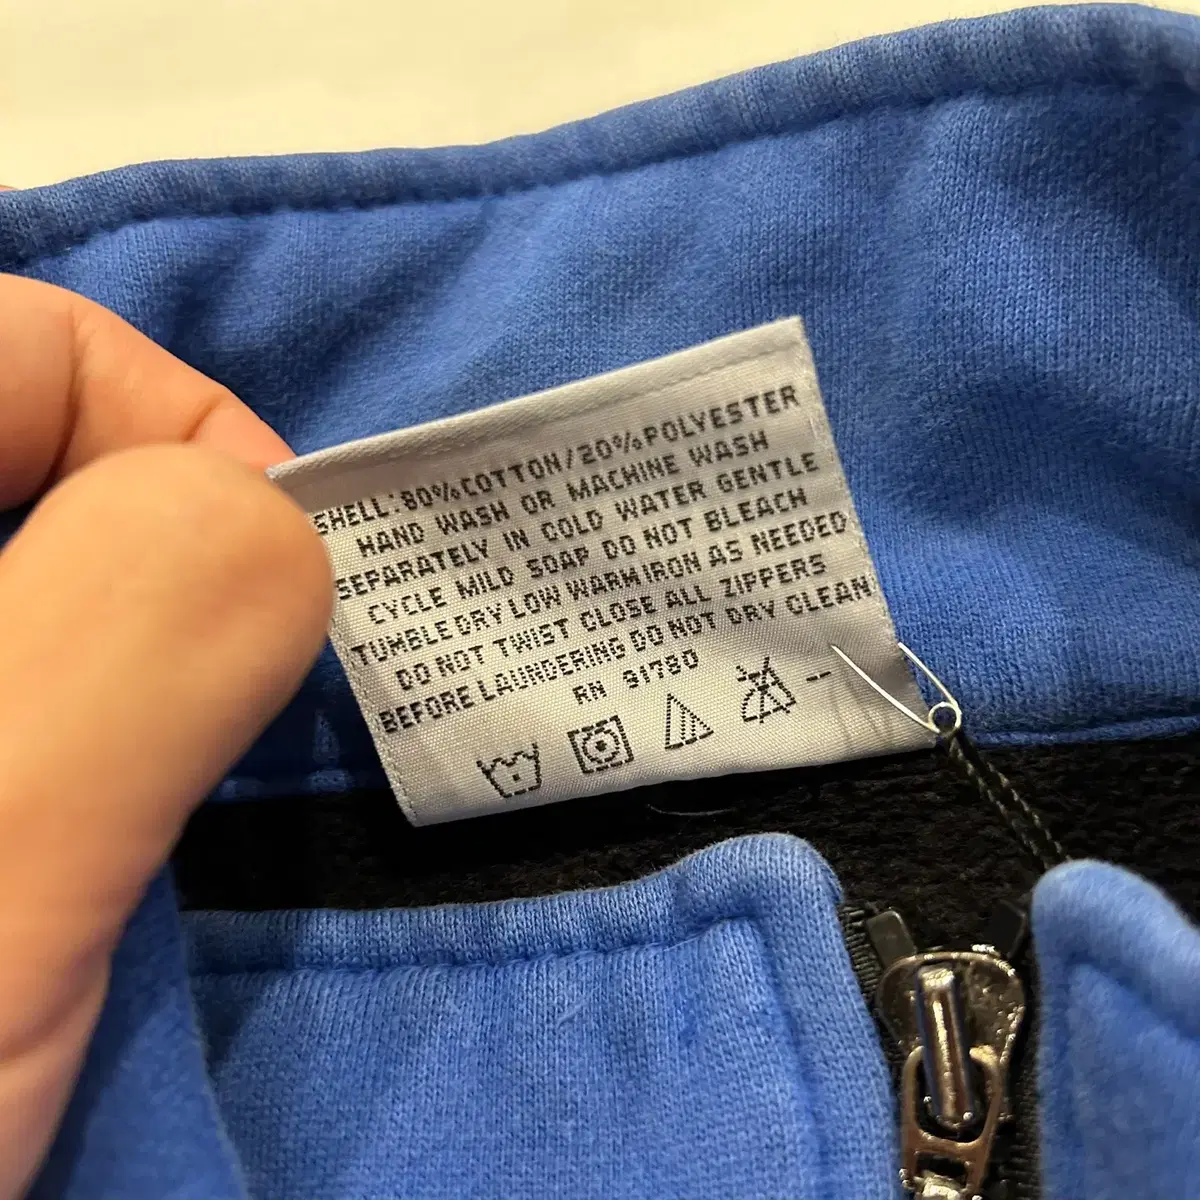 SHELL:80%COTTON/20%POLYESTER
HAND WASH OR MACHINE WASH
SEPARATELY IN COLD WATER GENTLE
CYCLE MILD SOAP DO NOT BLEACH
TUMBLE DRY LOW WARM IRON AS NEEDED
DO NOT TWIST CLOSE ALL ZIPPERS
BEFORE LAUNDERING DO NOT DRY CLEAN
RN 91780